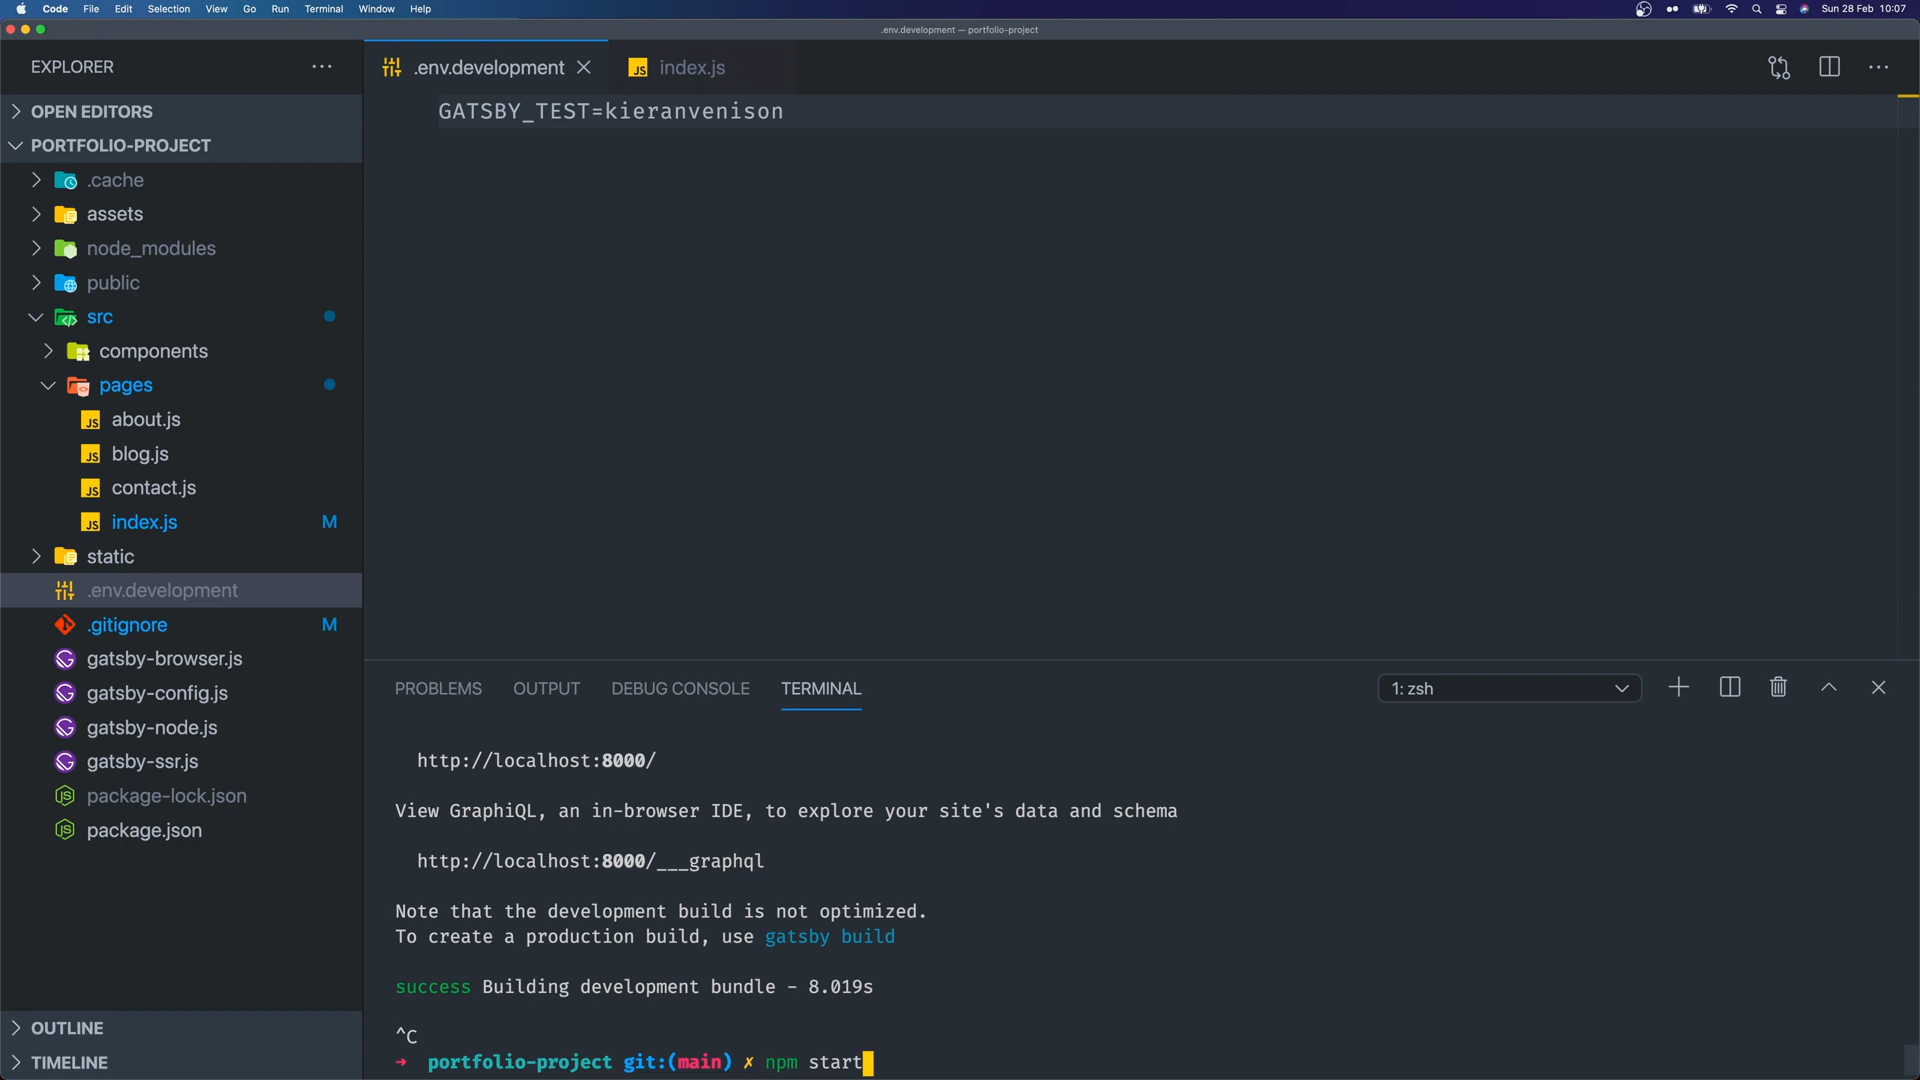 Code File Edit Selection View Go Run Terminal Window Help Sun 28 Feb 10:07
.env.development — portfolio-project
EXPLORER
.env.development
index.js
OPEN EDITORS
GATSBY_TEST=kieranvenison
PORTFOLIO-PROJECT
.cache
assets
node_modules
public
src
components
pages
JS about.js
JS blog.js
JS contact.js
JS index.js M
static
.env.development
.gitignore M
gatsby-browser.js
gatsby-config.js
gatsby-node.js
gatsby-ssr.js
package-lock.json
package.json
OUTLINE
TIMELINE
PROBLEMS OUTPUT DEBUG CONSOLE TERMINAL 1: zsh
http://localhost:8000/
View GraphiQL, an in-browser IDE, to explore your site's data and schema
http://localhost:8000/___graphql
Note that the development build is not optimized.
To create a production build, use gatsby build
success Building development bundle - 8.019s
^C
➜ portfolio-project git:(main) ✗ npm start